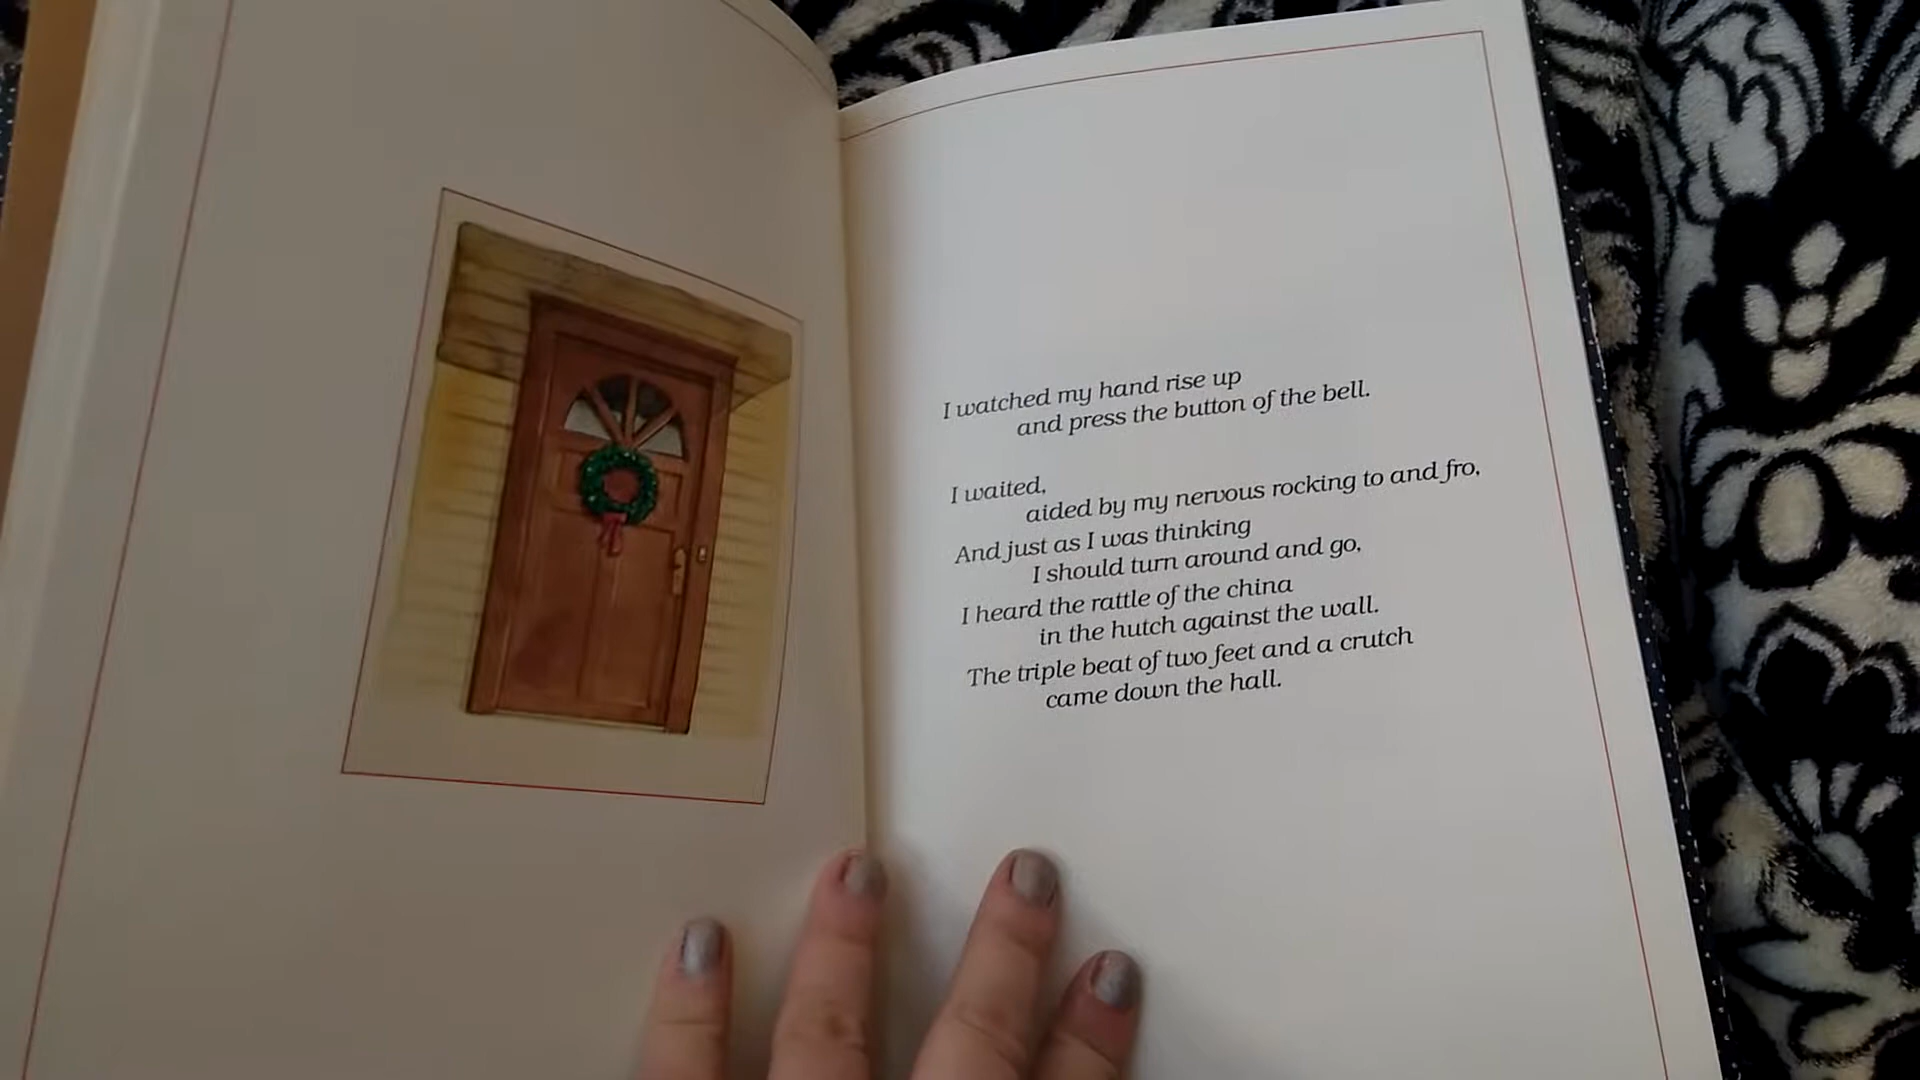 I watched my hand rise up
and press the button of the bell.
I waited,
aided by my nervous rocking to and fro,
And just as I was thinking
I should turn around and go,
I heard the rattle of the china
in the hutch against the wall.
The triple beat of two feet and a crutch
came down the hall.